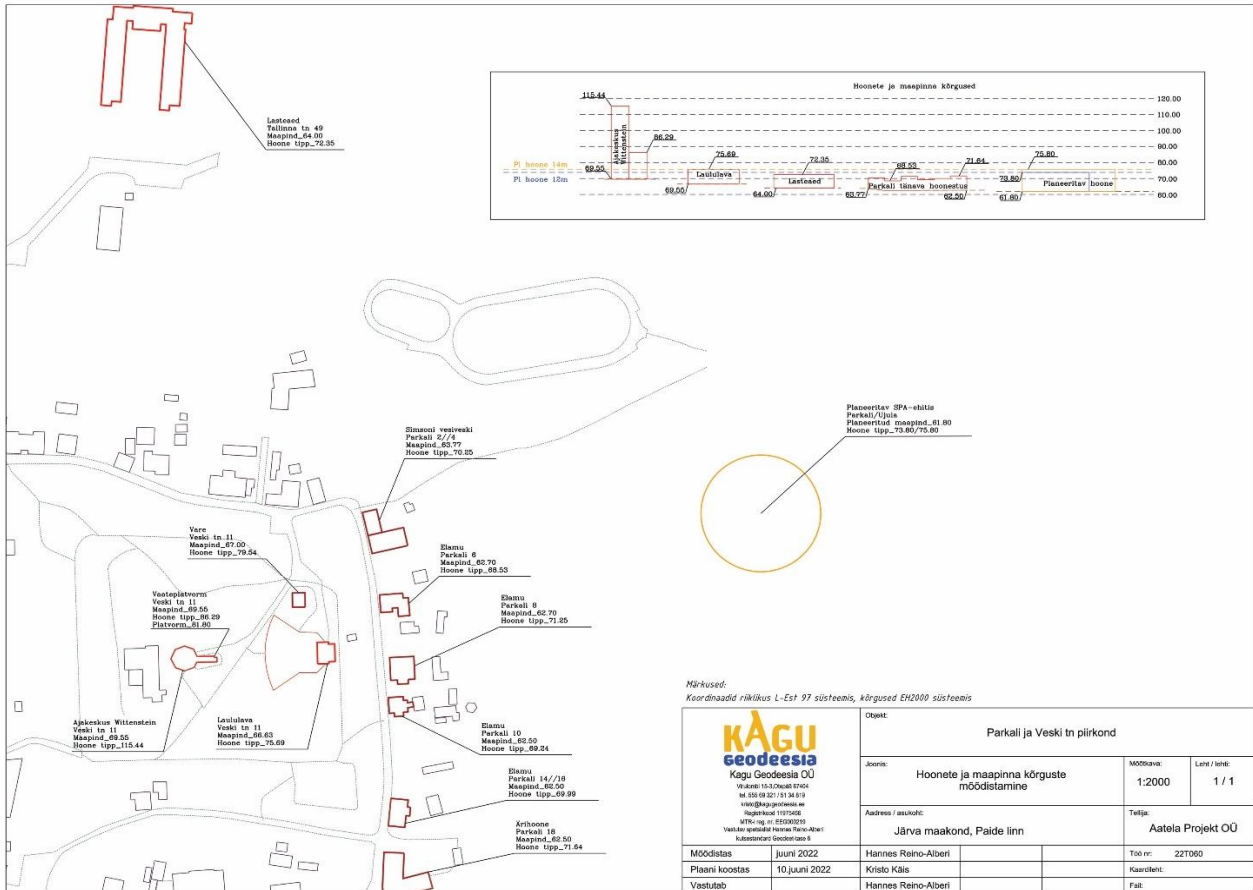 Lasteaed
Tallinna tn 49
Maapind_64.00
Hoone tipp_72.35
Hoonete ja maapinna kõrgused
115.44
120.00
110.00
100.00
90.00
80.00
70.00
60.00
Ajakeskus
Wittenstein
86.29
69.55
Pl hoone 14m
Pl hoone 12m
75.69
Laululava
69.55
72.35
Lasteaed
64.00
68.53
71.64
Parkali tänava hoonestus
63.77
62.50
75.80
73.80
Planeeritav hoone
61.80
Planeeritav SPA-ehitis
Parkali/Ujula
Planeeritud maapind_61.80
Hoone tipp_73.80/75.80
Simsoni vesiveski
Parkali 2//4
Maapind_63.77
Hoone tipp_70.25
Vare
Veski tn 11
Maapind_67.00
Hoone tipp_79.54
Elamu
Parkali 6
Maapind_62.70
Hoone tipp_68.53
Vaateplatvorm
Veski tn 11
Maapind_69.55
Hoone tipp_86.29
Platvorm_81.80
Elamu
Parkali 8
Maapind_62.70
Hoone tipp_71.25
Ajakeskus Wittenstein
Veski tn 11
Maapind_69.55
Hoone tipp_115.44
Laululava
Veski tn 11
Maapind_66.63
Hoone tipp_75.69
Elamu
Parkali 10
Maapind_62.50
Hoone tipp_69.24
Elamu
Parkali 14//16
Maapind_62.50
Hoone tipp_69.99
Ärihoone
Parkali 18
Maapind_62.50
Hoone tipp_71.64
Märkused:
Koordinaadid riiklikus L-Est 97 süsteemis, kõrgused EH2000 süsteemis
KAGU
GEODEESIA
Kagu Geodeesia OÜ
Registrikood 11975456
Vastutav spetsialist Hannes Reino-Alberi
Objekt:
Parkali ja Veski tn piirkond
Joonis:
Hoonete ja maapinna kõrguste
mõõdistamine
Mõõtkava:
1:2000
Leht / lehti:
1 / 1
Aadress / asukoht:
Järva maakond, Paide linn
Tellija:
Aatela Projekt OÜ
Mõõdistas juuni 2022 Hannes Reino-Alberi
Töö nr: 22T060
Plaani koostas 10.juuni 2022 Kristo Käis
Kaardileht:
Vastutab Hannes Reino-Alberi
Fail: